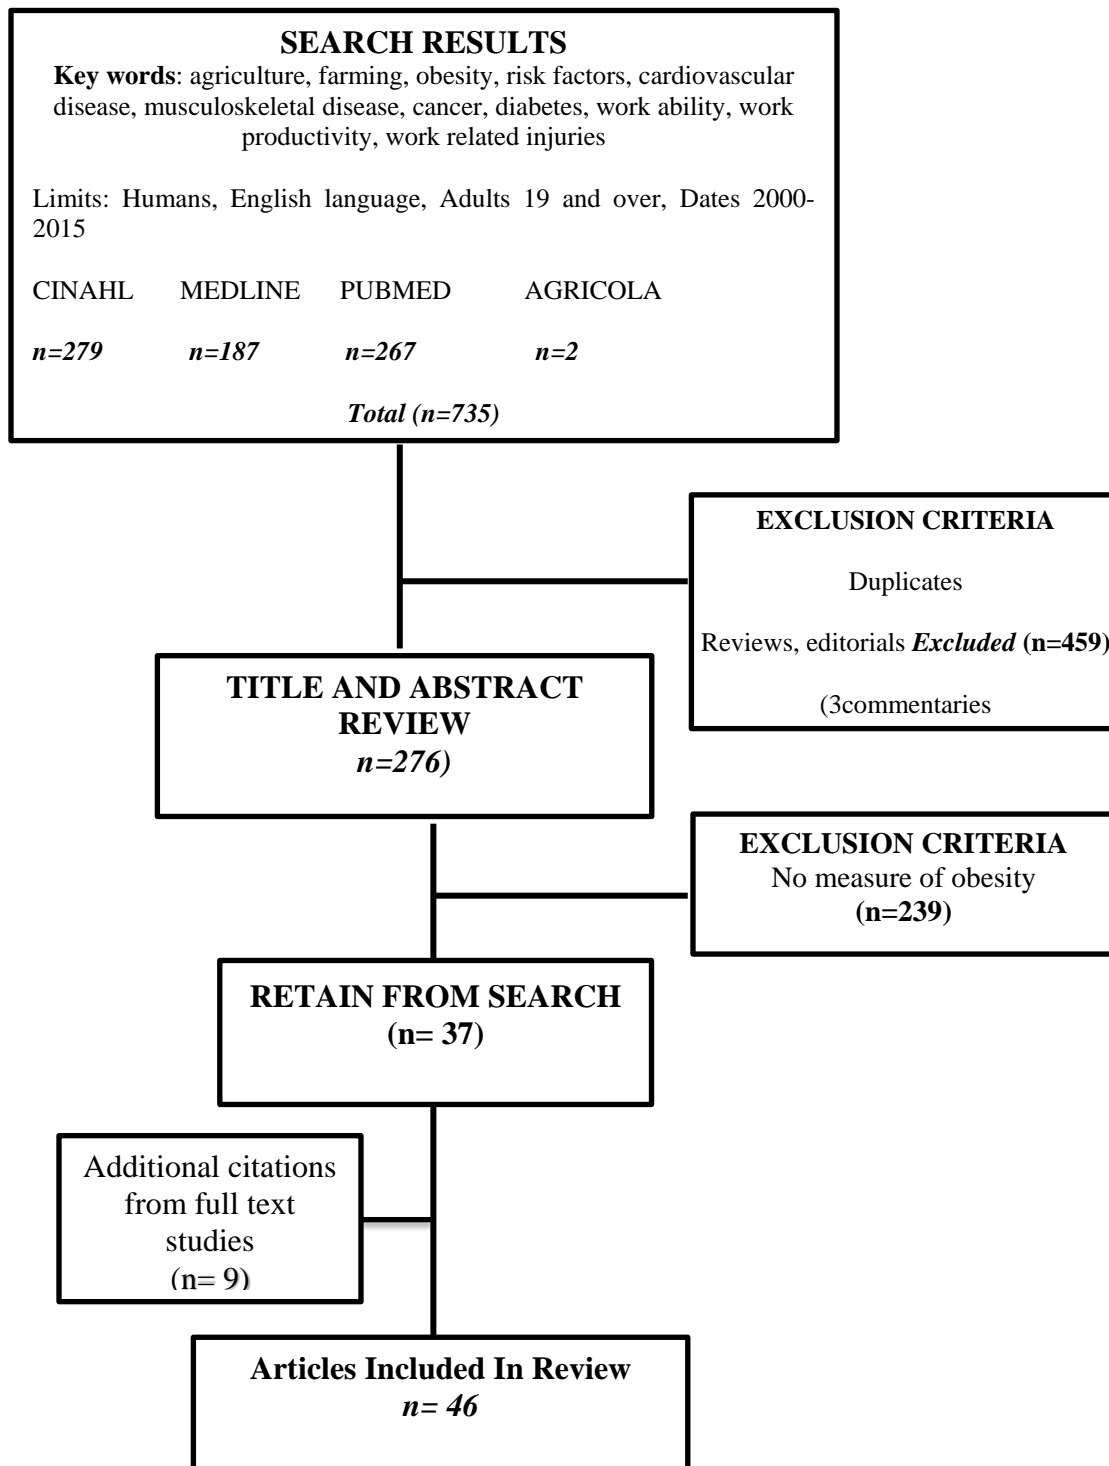 SEARCH RESULTS
Key words: agriculture, farming, obesity, risk factors, cardiovascular
disease, musculoskeletal disease, cancer, diabetes, work ability, work
productivity, work related injuries
Limits: Humans, English language, Adults 19 and over, Dates 2000-
2015
CINAHL MEDLINE PUBMED AGRICOLA
n=279 n=187 n=267 n=2
Total (n=735)
EXCLUSION CRITERIA
Duplicates
Reviews, editorials Excluded (n=459)
(3commentaries
TITLE AND ABSTRACT
REVIEW
n=276)
EXCLUSION CRITERIA
No measure of obesity
(n=239)
RETAIN FROM SEARCH
(n= 37)
Additional citations
from full text
studies
(n= 9)
Articles Included In Review
n= 46